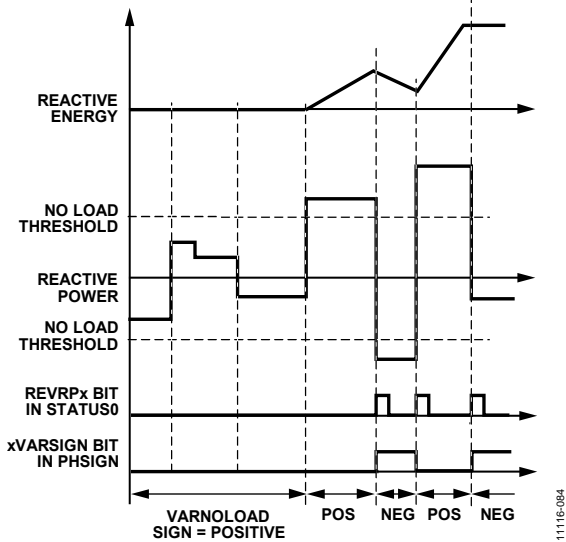 REACTIVE
ENERGY
NO LOAD
THRESHOLD
REACTIVE
POWER
NO LOAD
THRESHOLD
REVRPx BIT
IN STATUS0
xVARSIGN BIT
IN PHSIGN
VARNOLOAD
SIGN = POSITIVE
POS
NEG
POS
NEG
11116-084